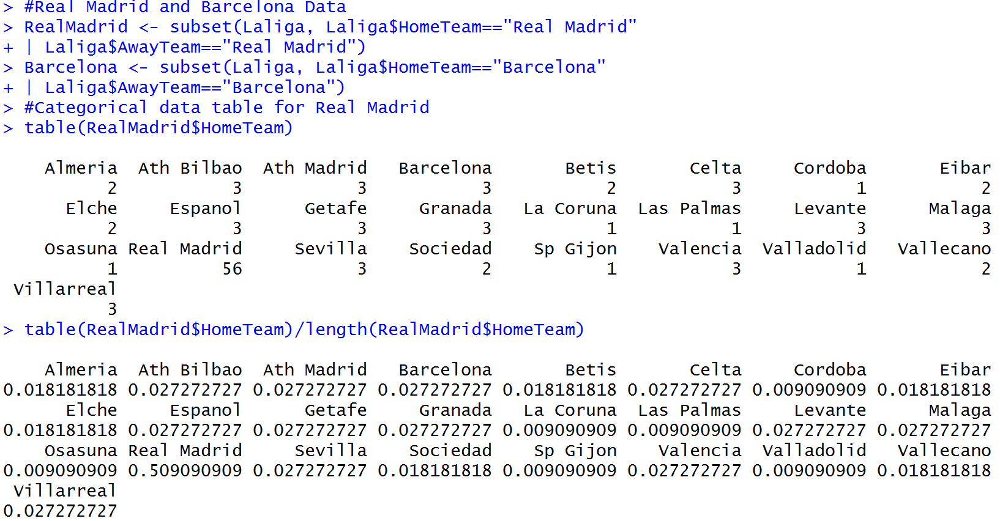 > #Real Madrid and Barcelona Data
> RealMadrid <- subset(Laliga, Laliga$HomeTeam=="Real Madrid"
+ | Laliga$AwayTeam=="Real Madrid")
> Barcelona <- subset(Laliga, Laliga$HomeTeam=="Barcelona"
+ | Laliga$AwayTeam=="Barcelona")
> #Categorical data table for Real Madrid
> table(RealMadrid$HomeTeam)
Almeria Ath Bilbao Ath Madrid Barcelona Betis Celta Cordoba Eibar
2 3 3 3 2 3 1 2
Elche Espanol Getafe Granada La Coruna Las Palmas Levante Malaga
2 3 3 3 1 1 3 3
Osasuna Real Madrid Sevilla Sociedad Sp Gijon Valencia Valladolid Vallecano
1 56 3 2 1 3 1 2
Villarreal
3
> table(RealMadrid$HomeTeam)/length(RealMadrid$HomeTeam)
Almeria Ath Bilbao Ath Madrid Barcelona Betis Celta Cordoba Eibar
0.018181818 0.027272727 0.027272727 0.027272727 0.018181818 0.027272727 0.009090909 0.018181818
Elche Espanol Getafe Granada La Coruna Las Palmas Levante Malaga
0.018181818 0.027272727 0.027272727 0.027272727 0.009090909 0.009090909 0.027272727 0.027272727
Osasuna Real Madrid Sevilla Sociedad Sp Gijon Valencia Valladolid Vallecano
0.009090909 0.509090909 0.027272727 0.018181818 0.009090909 0.027272727 0.009090909 0.018181818
Villarreal
0.027272727